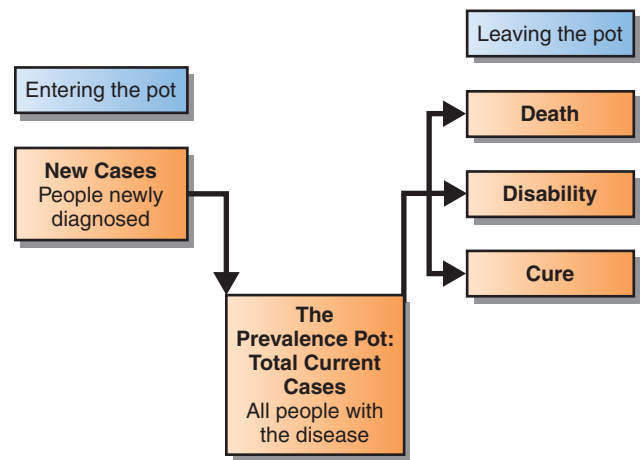 Entering the pot
New Cases
People newly
diagnosed
The
Prevalence Pot:
Total Current
Cases
All people with
the disease
Leaving the pot
Death
Disability
Cure